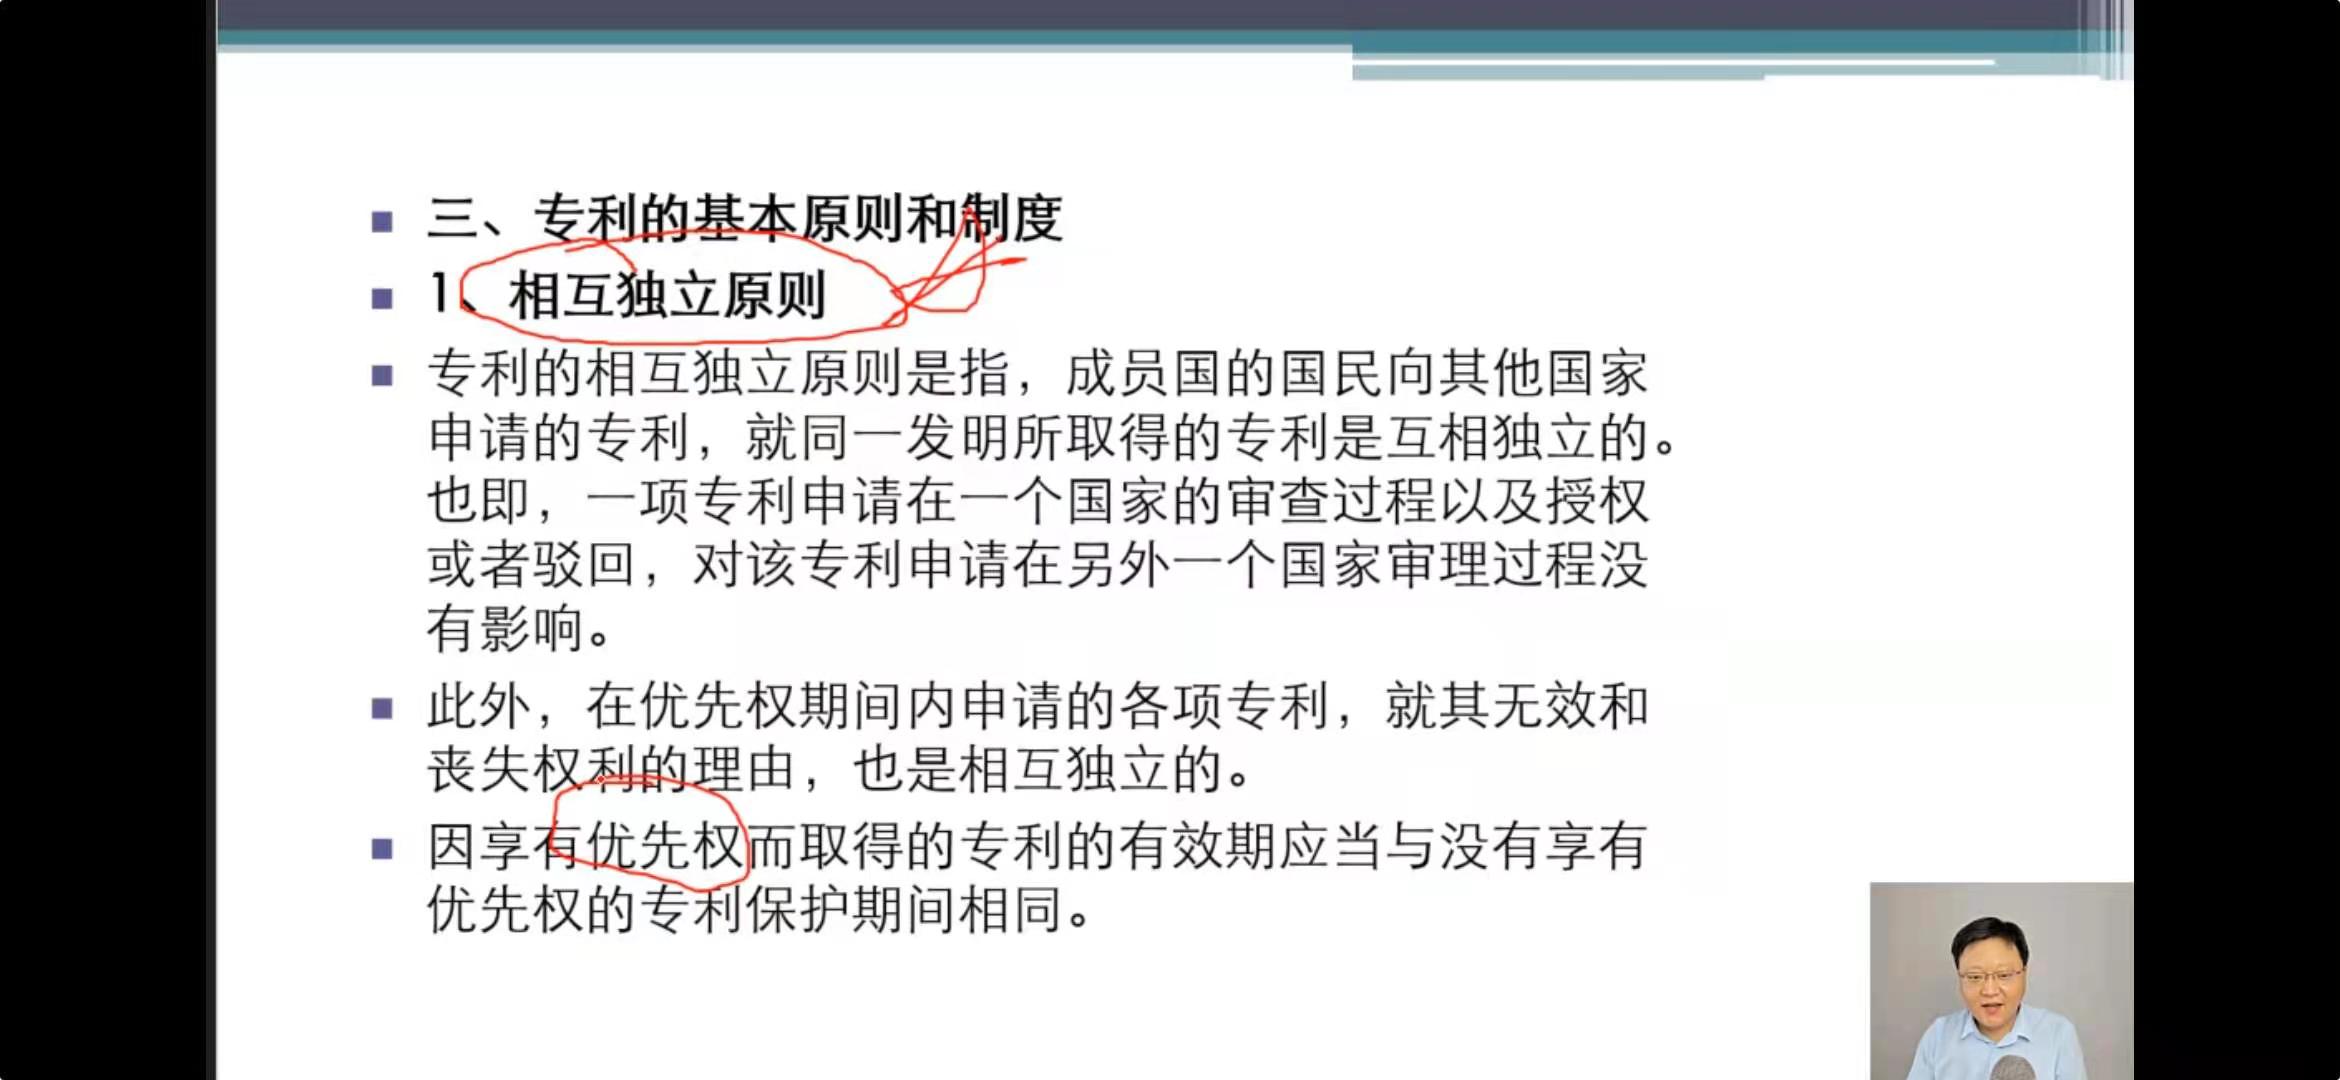 三、专利的基本原则和制度
1、相互独立原则
专利的相互独立原则是指，成员国的国民向其他国家
申请的专利，就同一发明所取得的专利是互相独立的。
也即，一项专利申请在一个国家的审查过程以及授权
或者驳回，对该专利申请在另外一个国家审理过程没
有影响。
此外，在优先权期间内申请的各项专利，就其无效和
丧失权利的理由，也是相互独立的。
因享有优先权而取得的专利的有效期应当与没有享有
优先权的专利保护期间相同。